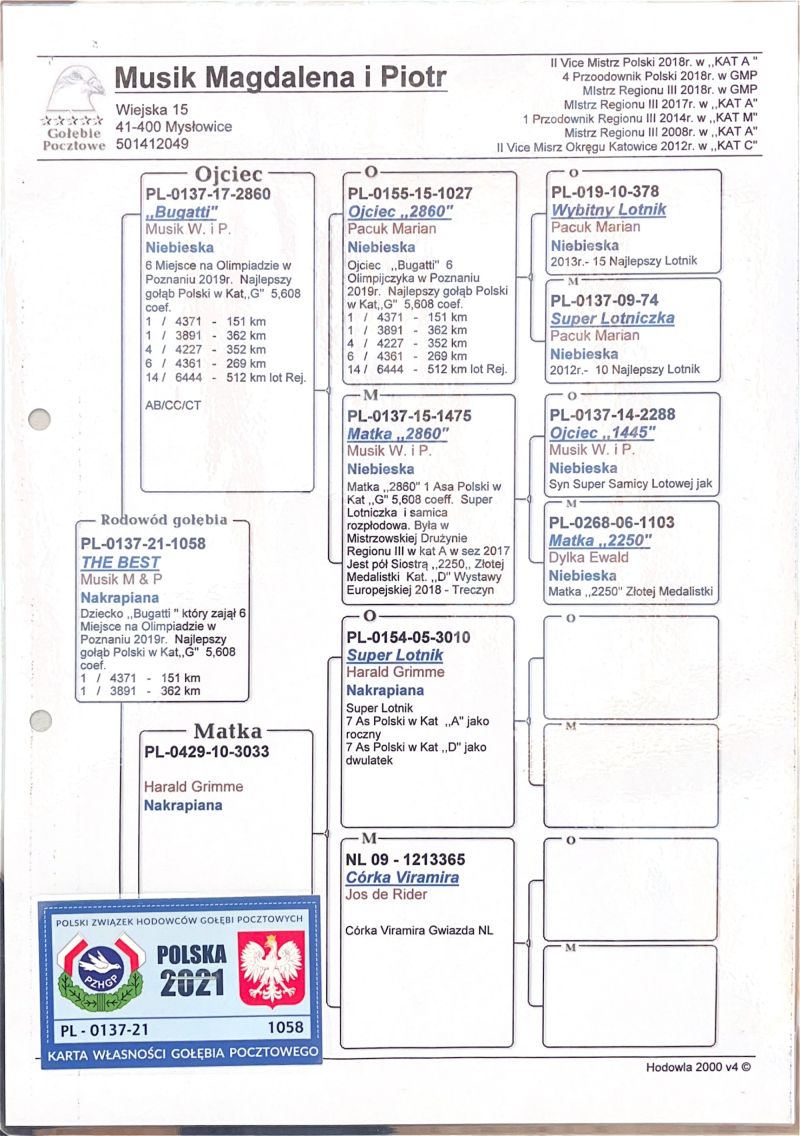 Musik Magdalena i Piotr
Wiejska 15
41-400 Mysłowice
501412049
Gołębie
Pocztowe
II Vice Mistrz Polski 2018r. w ,,KAT A "
4 Przoodownik Polski 2018r. w GMP
MIstrz Regionu III 2018r. w GMP
MIstrz Regionu III 2017r. w ,,KAT A"
1 Przodownik Regionu III 2014r. w ,,KAT M"
Mistrz Regionu III 2008r. w ,,KAT A"
II Vice Misrz Okręgu Katowice 2012r. w ,,KAT C"
Ojciec
PL-0137-17-2860
,,Bugatti"
Musik W. i P.
Niebieska
6 Miejsce na Olimpiadzie w
Poznaniu 2019r. Najlepszy
gołąb Polski w Kat,,G" 5,608
coef.
1 / 4371 - 151 km
1 / 3891 - 362 km
4 / 4227 - 352 km
6 / 4361 - 269 km
14 / 6444 - 512 km lot Rej.
AB/CC/CT
O
PL-0155-15-1027
Ojciec ,,2860"
Pacuk Marian
Niebieska
Ojciec ,,Bugatti" 6
Olimpijczyka w Poznaniu
2019r. Najlepszy gołąb Polski
w Kat,,G" 5,608 coef.
1 / 4371 - 151 km
1 / 3891 - 362 km
4 / 4227 - 352 km
6 / 4361 - 269 km
14 / 6444 - 512 km lot Rej.
O
PL-019-10-378
Wybitny Lotnik
Pacuk Marian
Niebieska
2013r.- 15 Najlepszy Lotnik
M
PL-0137-09-74
Super Lotniczka
Pacuk Marian
Niebieska
2012r.- 10 Najlepszy Lotnik
M
PL-0137-15-1475
Matka ,,2860"
Musik W. i P.
Niebieska
Matka ,,2860" 1 Asa Polski w
Kat ,,G" 5,608 coeff. Super
Lotniczka i samica
rozpłodowa. Była w
Mistrzowskiej Drużynie
Regionu III w kat A w sez 2017
Jest pół Siostrą ,,2250,, Złotej
Medalistki Kat. ,,D" Wystawy
Europejskiej 2018 - Treczyn
O
PL-0137-14-2288
Ojciec ,,1445"
Musik W. i P.
Niebieska
Syn Super Samicy Lotowej jak
M
PL-0268-06-1103
Matka ,,2250"
Dylka Ewald
Niebieska
Matka ,,2250" Złotej Medalistki
Rodowód gołębia
PL-0137-21-1058
THE BEST
Musik M & P
Nakrapiana
Dziecko ,,Bugatti " który zajął 6
Miejsce na Olimpiadzie w
Poznaniu 2019r. Najlepszy
gołąb Polski w Kat,,G" 5,608
coef.
1 / 4371 - 151 km
1 / 3891 - 362 km
Matka
PL-0429-10-3033
Harald Grimme
Nakrapiana
O
PL-0154-05-3010
Super Lotnik
Harald Grimme
Nakrapiana
Super Lotnik
7 As Polski w Kat ,,A" jako
roczny
7 As Polski w Kat ,,D" jako
dwulatek
O
M
M
NL 09 - 1213365
Córka Viramira
Jos de Rider
Córka Viramira Gwiazda NL
O
M
POLSKI ZWIĄZEK HODOWCÓW GOŁĘBI POCZTOWYCH
PZHGP
POLSKA
2021
PL - 0137-21
1058
KARTA WŁASNOŚCI GOŁĘBIA POCZTOWEGO
Hodowla 2000 v4 ©